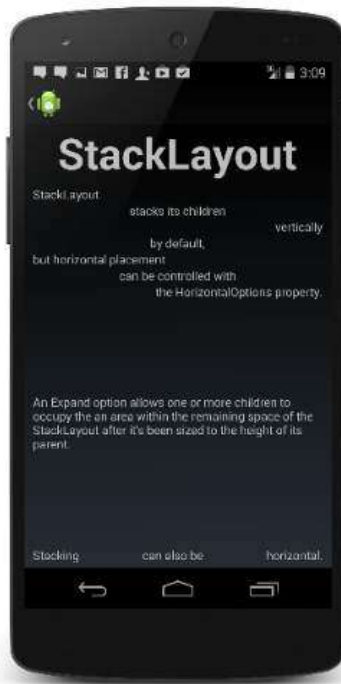 3:09
StackLayout
StackLayout
stacks its children
vertically
by default,
but horizontal placement
can be controlled with
the HorizontalOptions property.
An Expand option allows one or more children to
occupy the an area within the remaining space of the
StackLayout after it's been sized to the height of its
parent.
Stacking can also be horizontal.